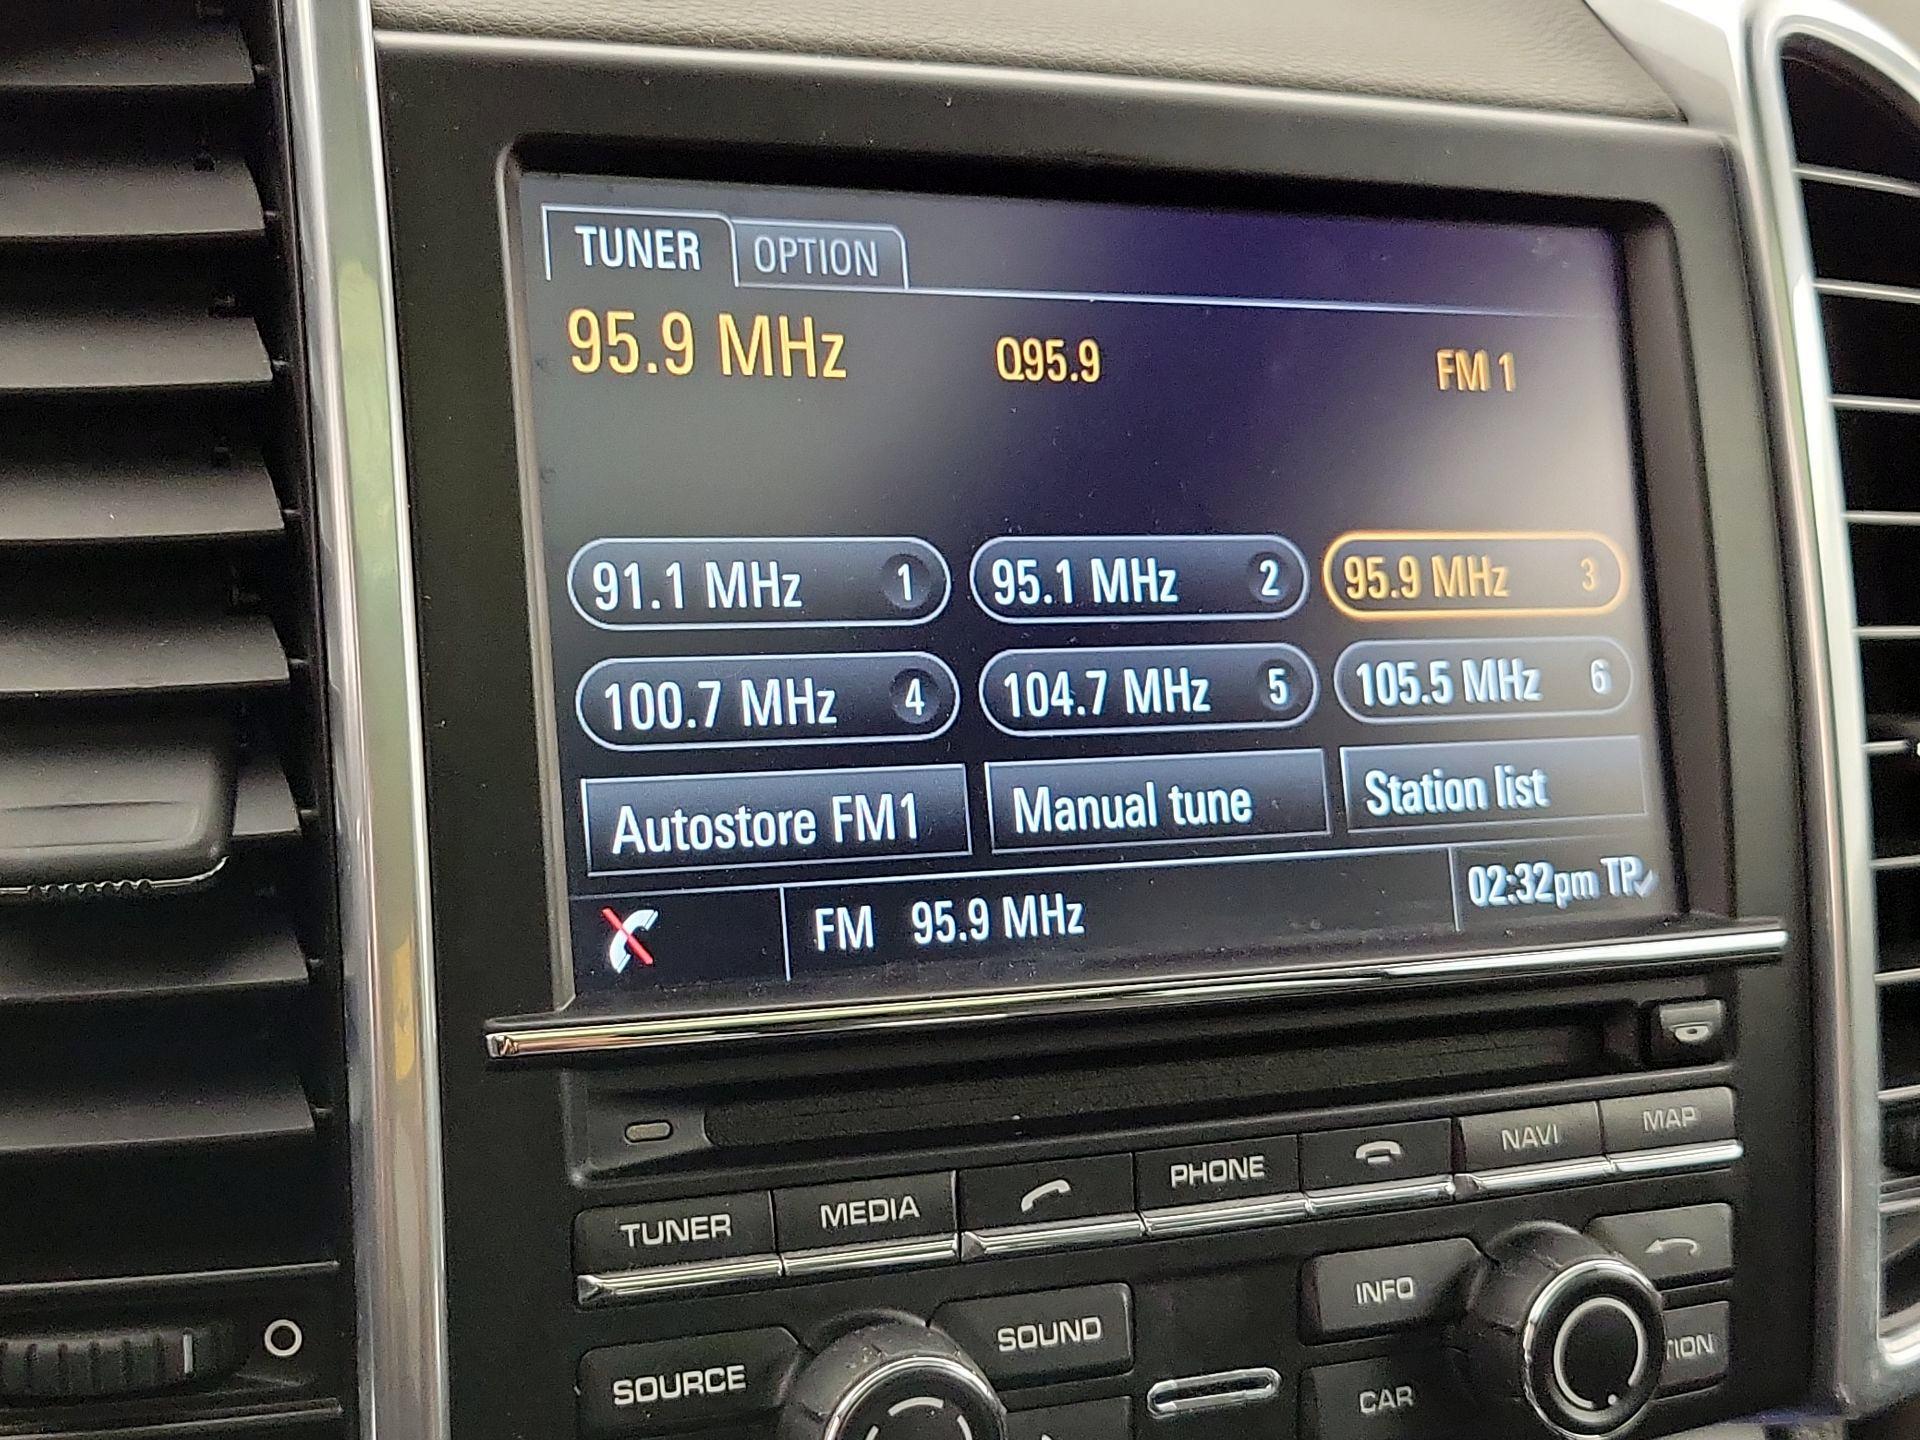 TUNER OPTION
95.9 MHz Q95.9 FM 1
91.1 MHz 1 95.1 MHz 2 95.9 MHz 3
100.7 MHz 4 104.7 MHz 5 105.5 MHz 6
Autostore FM1 Manual tune Station list
FM 95.9 MHz 02:32pm TP
TUNER MEDIA PHONE NAVI MAP
SOURCE SOUND INFO
CAR TION